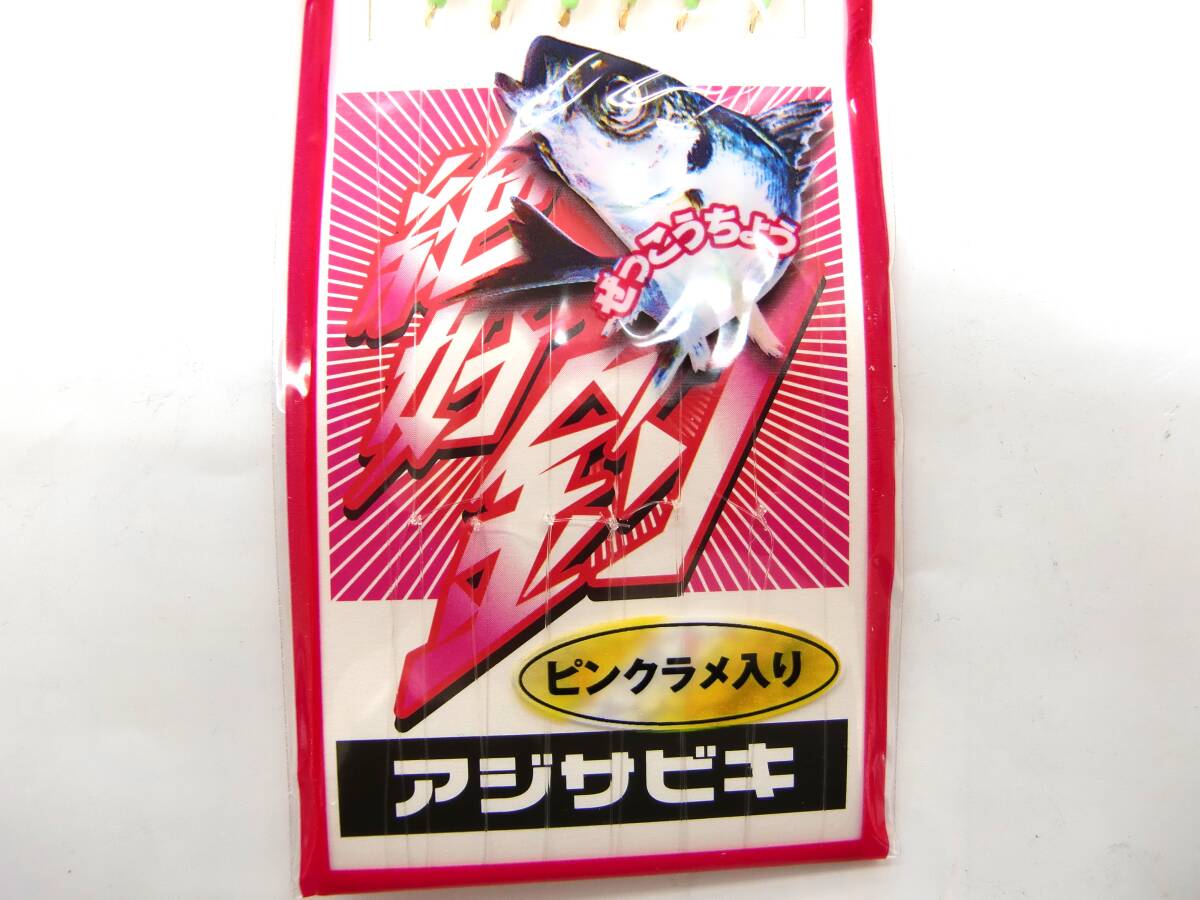 絶好釣
ぜっこうちょう
ピンクラメ入り
アジサビキ